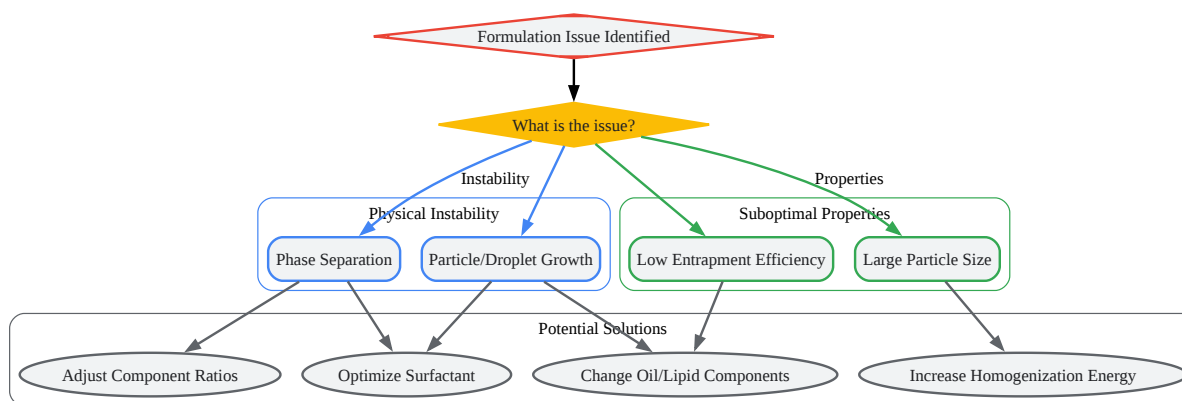 Formulation Issue Identified
What is the issue?
Instability
Properties
Physical Instability
Suboptimal Properties
Phase Separation
Particle/Droplet Growth
Low Entrapment Efficiency
Large Particle Size
Potential Solutions
Adjust Component Ratios
Optimize Surfactant
Change Oil/Lipid Components
Increase Homogenization Energy